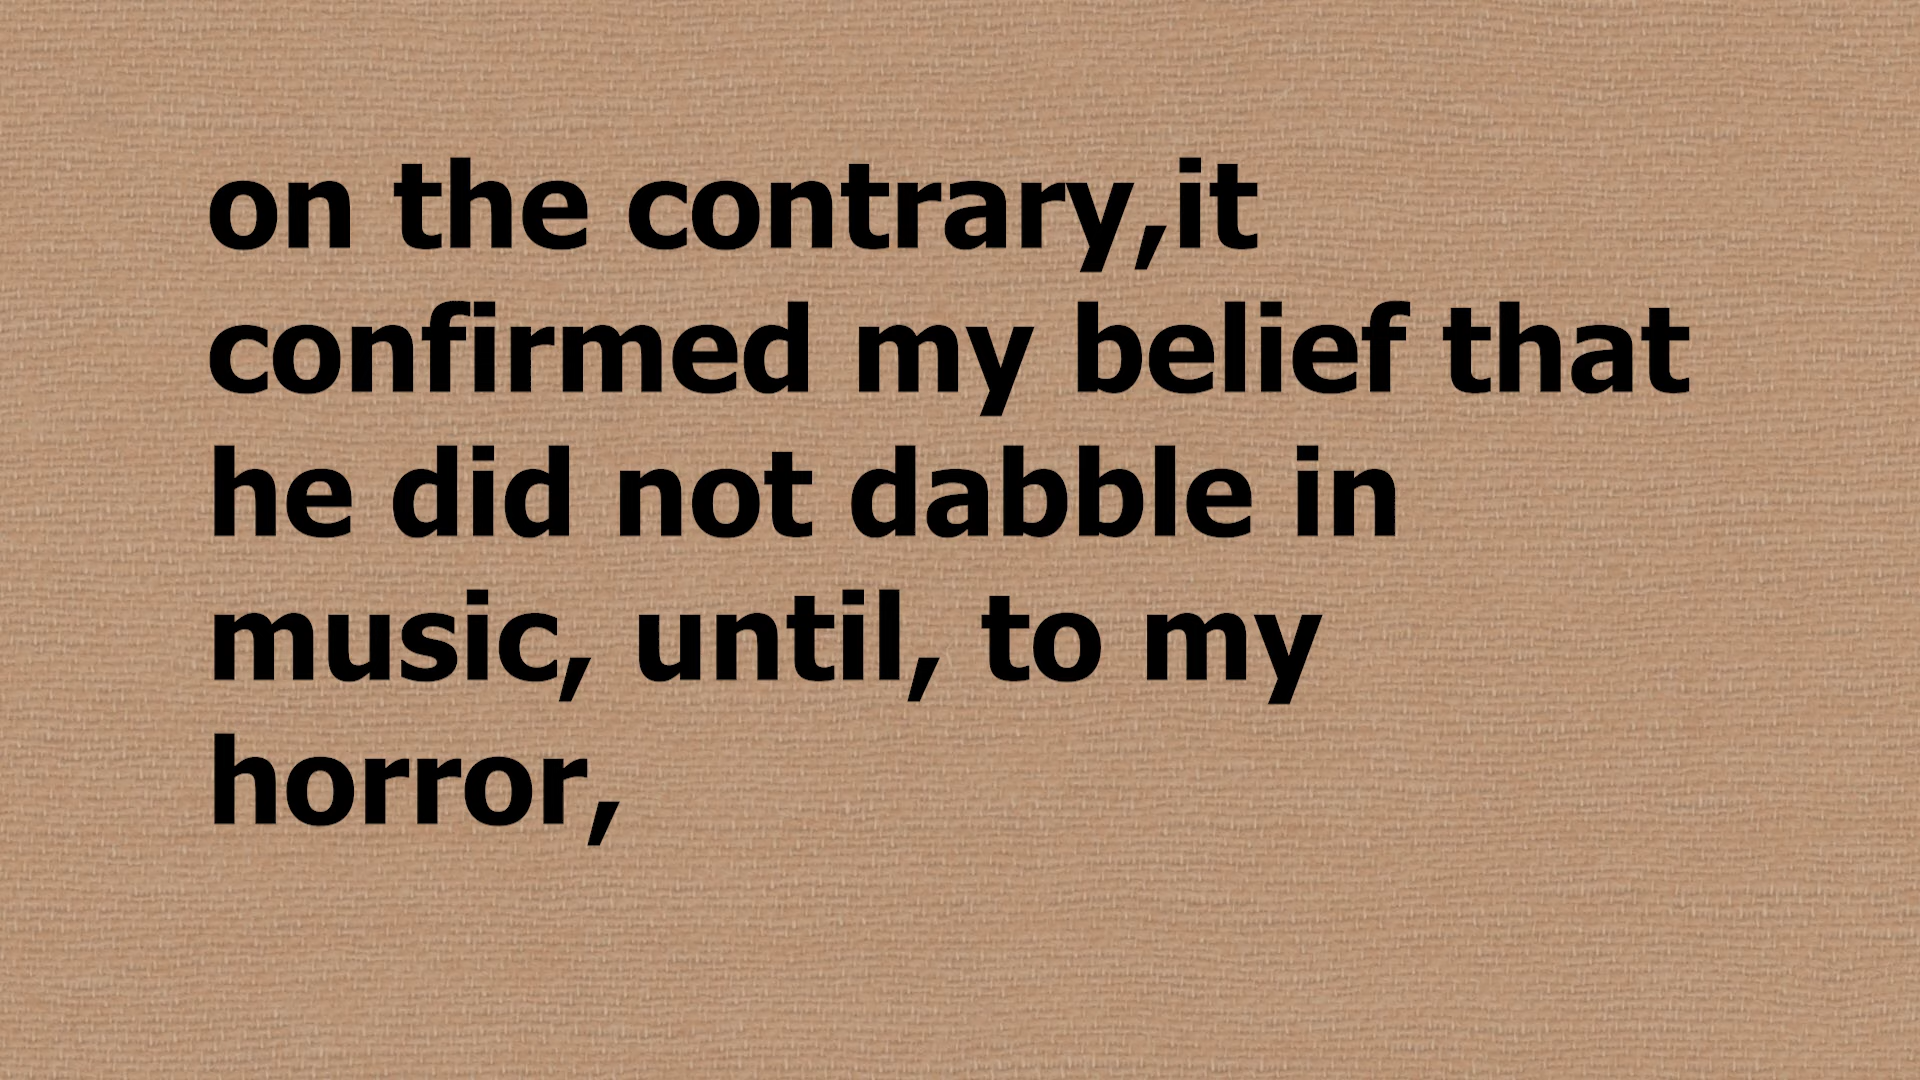 on the contrary,it
confirmed my belief that
he did not dabble in
music, until, to my
horror,